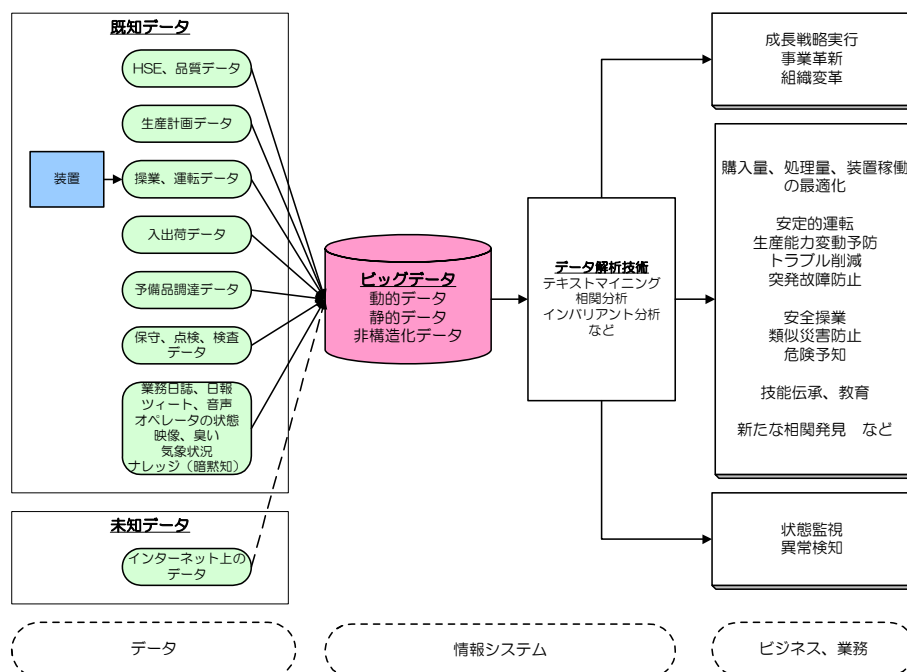 既知データ
HSE、品質データ
生産計画データ
装置
操業、運転データ
入出荷データ
予備品調達データ
保守、点検、検査
データ
業務日誌、日報
ツィート、音声
オペレータの状態
映像、臭い
気象状況
ナレッジ（暗黙知）
未知データ
インターネット上の
データ
ビッグデータ
動的データ
静的データ
非構造化データ
データ解析技術
テキストマイニング
相関分析
インバリアント分析
など
成長戦略実行
事業革新
組織変革
購入量、処理量、装置稼働
の最適化
安定的運転
生産能力変動予防
トラブル削減
突発故障防止
安全操業
類似災害防止
危険予知
技能伝承、教育
新たな相関発見　など
状態監視
異常検知
データ
情報システム
ビジネス、業務